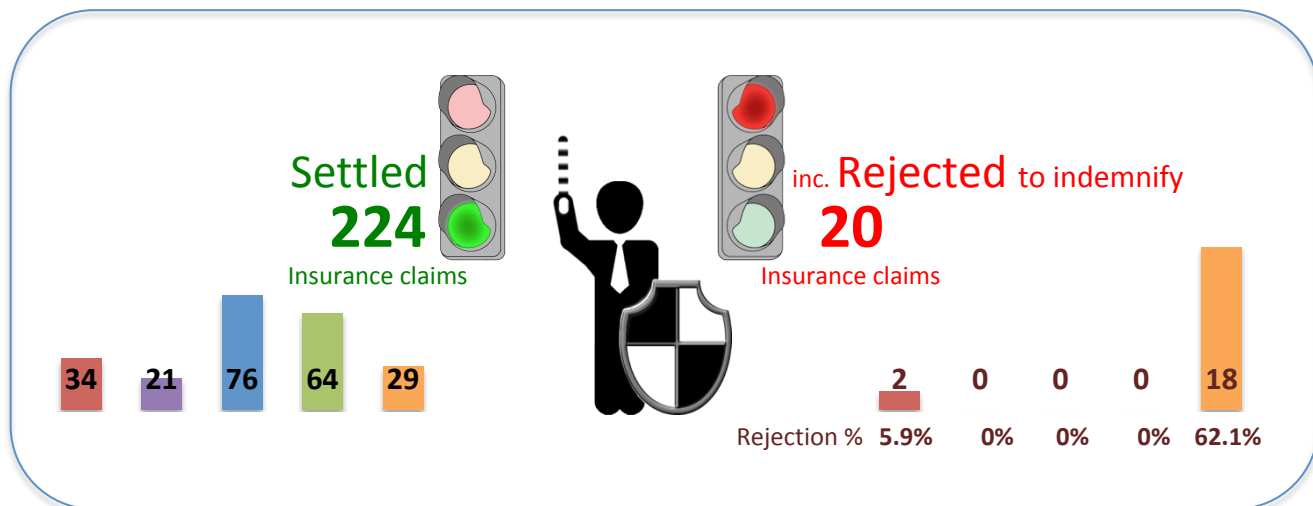 Settled
224
Insurance claims
inc. Rejected to indemnify
20
Insurance claims
34 21 76 64 29
2 0 0 0 18
Rejection % 5.9% 0% 0% 0% 62.1%